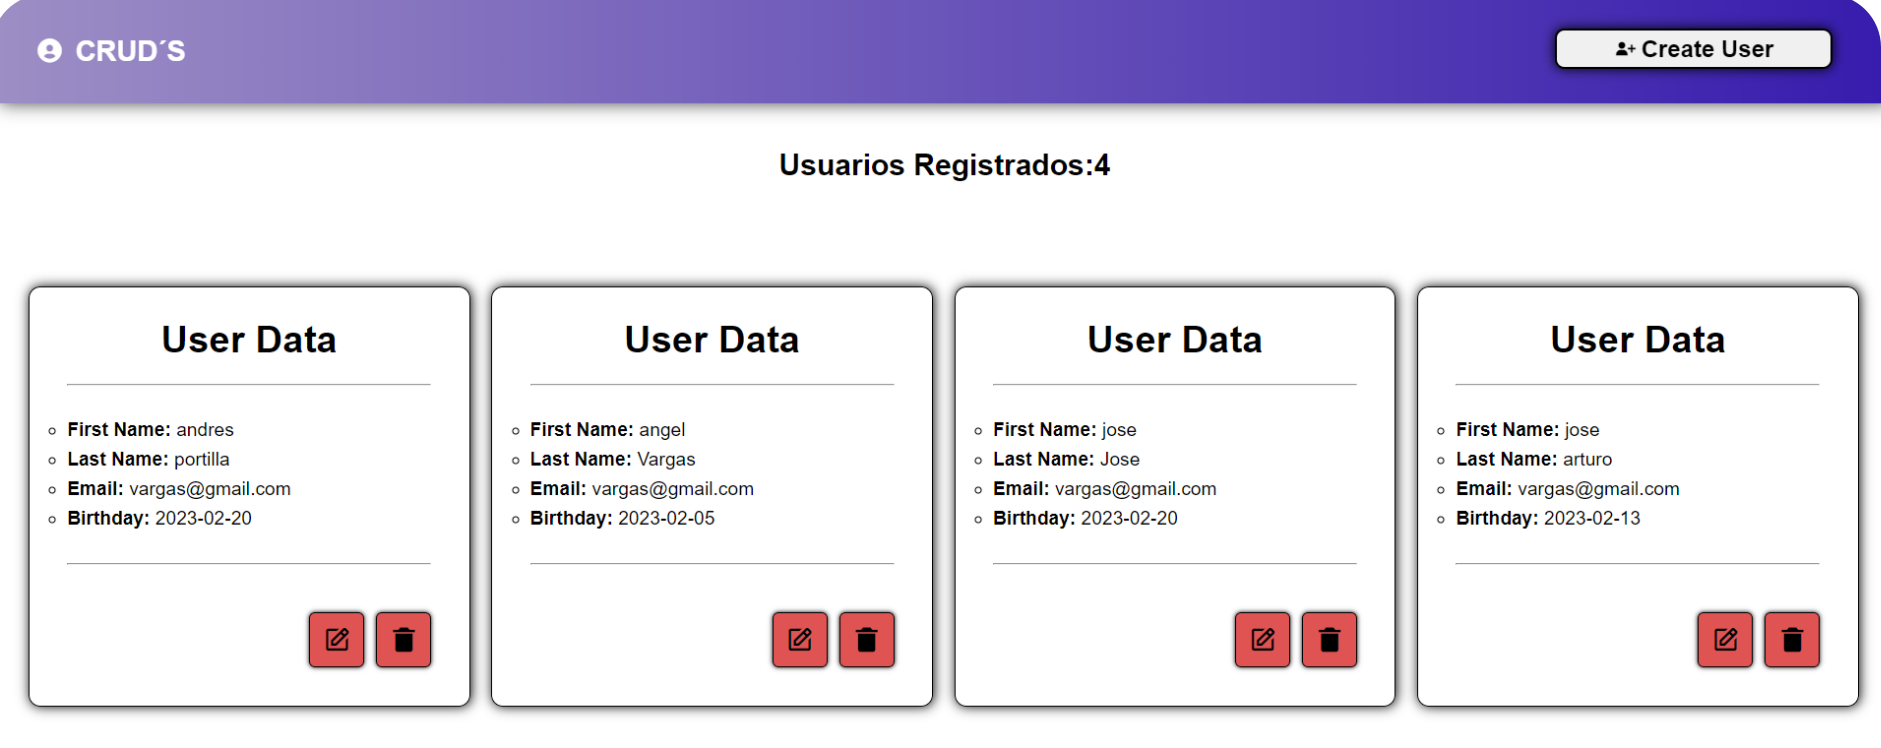 CRUD´S
Create User
Usuarios Registrados:4
User Data
First Name: andres
Last Name: portilla
Email: vargas@gmail.com
Birthday: 2023-02-20
User Data
First Name: angel
Last Name: Vargas
Email: vargas@gmail.com
Birthday: 2023-02-05
User Data
First Name: jose
Last Name: Jose
Email: vargas@gmail.com
Birthday: 2023-02-20
User Data
First Name: jose
Last Name: arturo
Email: vargas@gmail.com
Birthday: 2023-02-13